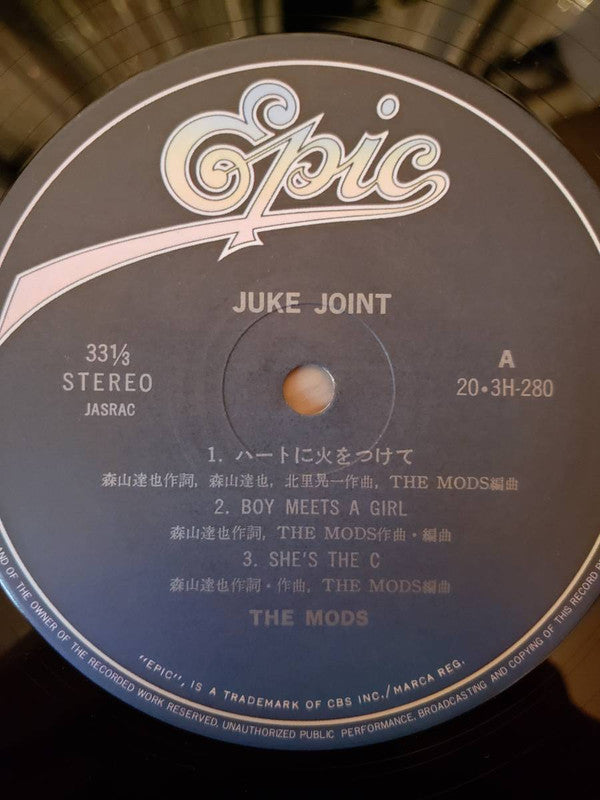 Epic
JUKE JOINT
33⅓
STEREO
JASRAC
A
20•3H-280
1. ハートに火をつけて
森山達也作詞, 森山達也, 北里晃一作曲, THE MODS編曲
2. BOY MEETS A GIRL
森山達也作詞, THE MODS作曲・編曲
3. SHE'S THE C
森山達也作詞・作曲, THE MODS編曲
THE MODS
"EPIC", IS A TRADEMARK OF CBS INC./MARCA REG.
AND OF THE OWNER OF THE RECORDED WORK RESERVED, UNAUTHORIZED PUBLIC PERFORMANCE, BROADCASTING AND COPYING OF THIS RECORD